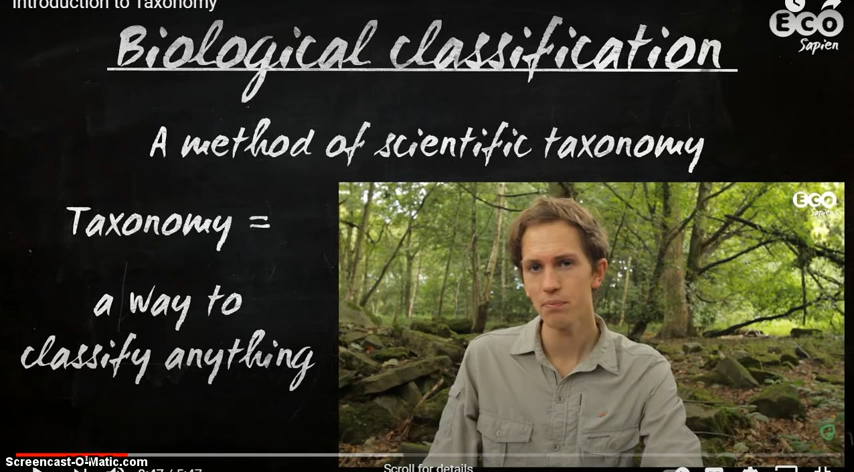 Introduction to Taxonomy
ECO
Sapien
Biological classification
A method of scientific taxonomy
Taxonomy =
a way to
classify anything
ECO
Sapien
Screencast-O-Matic.com
Scroll for details